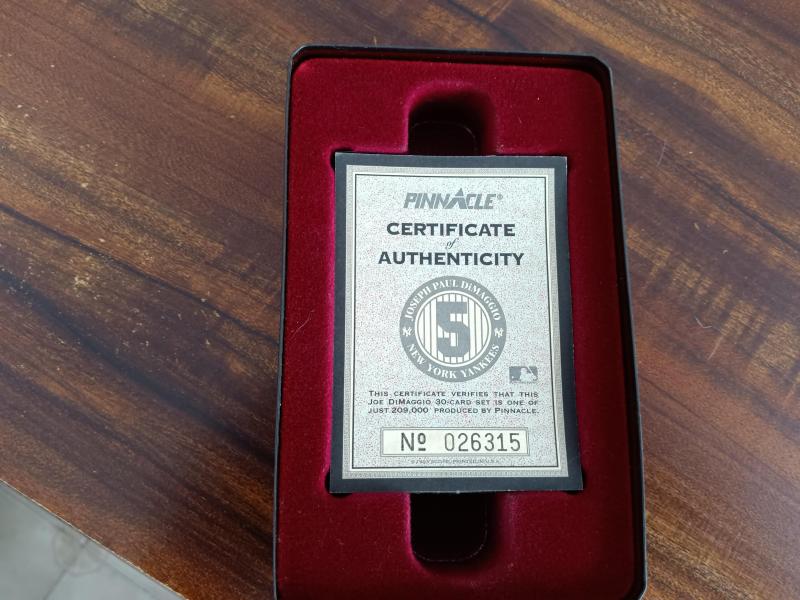 PINNACLE®
CERTIFICATE
of
AUTHENTICITY
JOSEPH PAUL DiMAGGIO
5
NEW YORK YANKEES
THIS CERTIFICATE VERIFIES THAT THIS
JOE DIMAGGIO 30-CARD SET IS ONE OF
JUST 209,000 PRODUCED BY PINNACLE.
Nº 026315